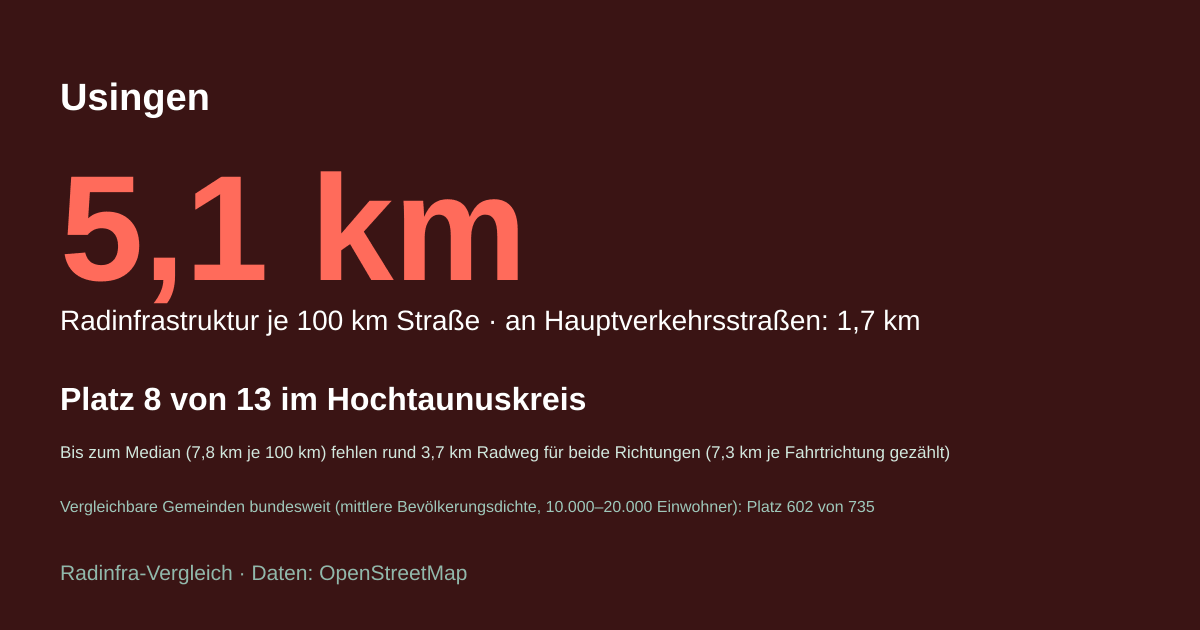 Usingen
5,1 km
Radinfrastruktur je 100 km Straße · an Hauptverkehrsstraßen: 1,7 km
Platz 8 von 13 im Hochtaunuskreis
Bis zum Median (7,8 km je 100 km) fehlen rund 3,7 km Radweg für beide Richtungen (7,3 km je Fahrtrichtung gezählt)
Vergleichbare Gemeinden bundesweit (mittlere Bevölkerungsdichte, 10.000–20.000 Einwohner): Platz 602 von 735
Radinfra-Vergleich · Daten: OpenStreetMap